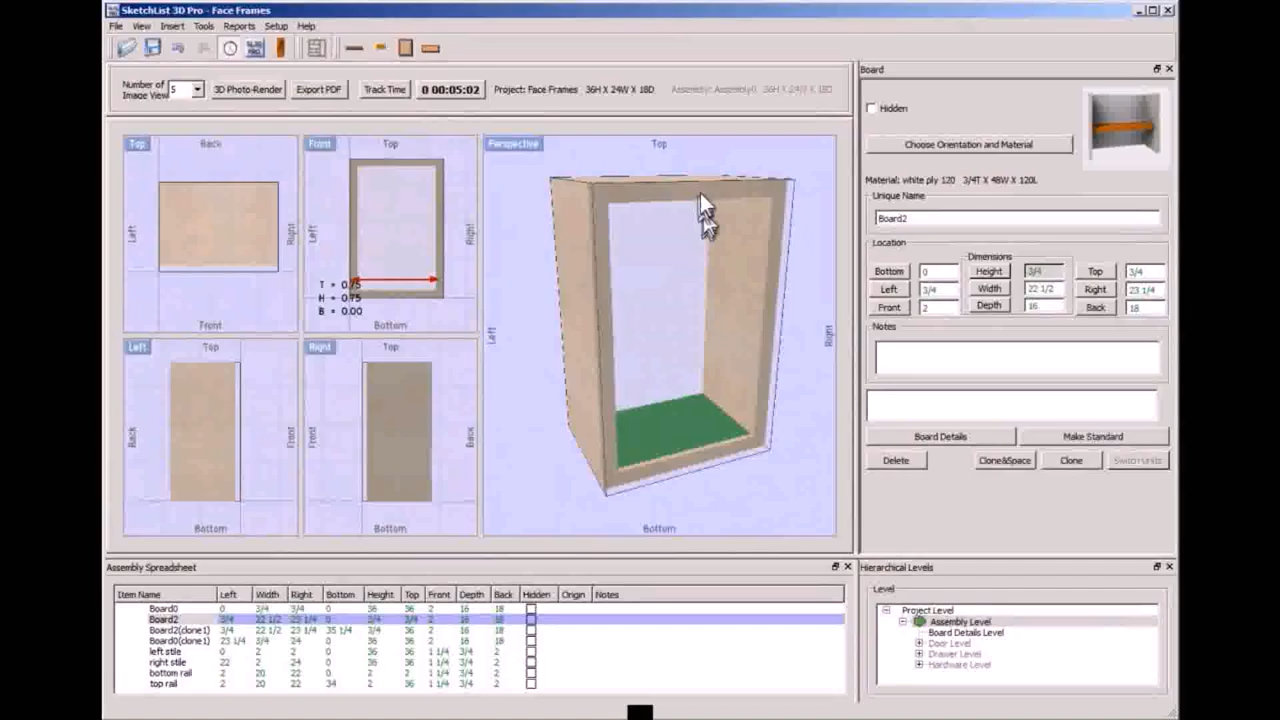 SketchList 3D Pro - Face Frames
File View Insert Tools Reports Setup Help
Number of Image View 5 3D Photo-Render Export PDF Track Time 0 00:05:02 Project: Face Frames 36H X 24W X 18D Assembly: Assembly0 36H X 24W X 18D
Top Back Left Right Front
Front Top Left Right Bottom
T = 0.75
H = 0.75
B = 0.00
Perspective Top Left Right Bottom
Left Top Back Front Bottom
Right Top Front Back Bottom
Board
Hidden
Choose Orientation and Material
Material: white ply 120 3/4T X 48W X 120L
Unique Name
Board2
Location
Dimensions
Bottom 0 Height 3/4 Top 3/4
Left 3/4 Width 22 1/2 Right 23 1/4
Front 2 Depth 16 Back 18
Notes
Board Details Make Standard
Delete Clone&Space Clone Switch Units
Assembly Spreadsheet
Item Name Left Width Right Bottom Height Top Front Depth Back Hidden Origin Notes
Board0 0 3/4 3/4 0 36 36 2 16 18
Board2 3/4 22 1/2 23 1/4 0 3/4 3/4 2 16 18
Board2(clone1) 3/4 22 1/2 23 1/4 35 1/4 3/4 36 2 16 18
Board0(clone1) 23 1/4 3/4 24 0 36 36 2 16 18
left stile 0 2 2 0 36 36 1 1/4 3/4 2
right stile 22 2 24 0 36 36 1 1/4 3/4 2
bottom rail 2 20 22 0 2 2 1 1/4 3/4 2
top rail 2 20 22 34 2 36 1 1/4 3/4 2
Hierarchical Levels
Level
Project Level
Assembly Level
Board Details Level
Door Level
Drawer Level
Hardware Level